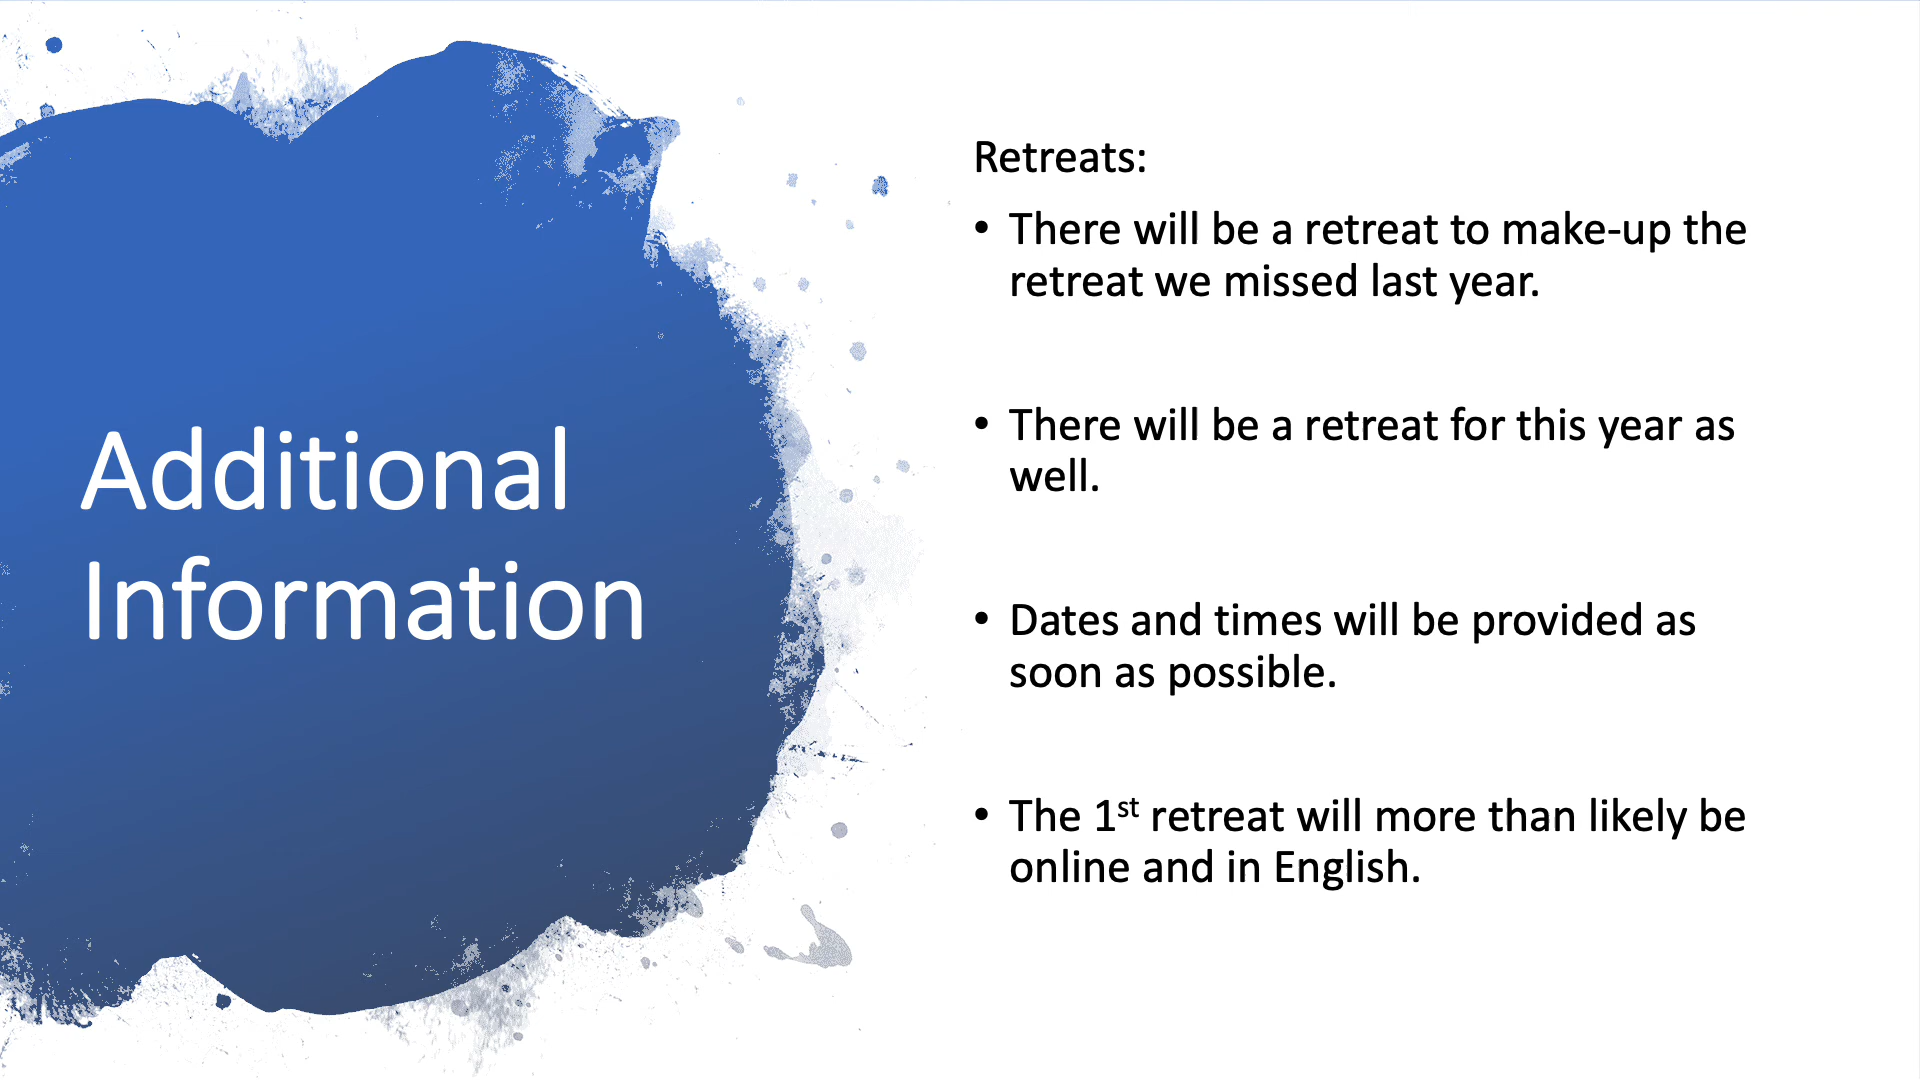 Additional
Information
Retreats:
• There will be a retreat to make-up the
retreat we missed last year.
• There will be a retreat for this year as
well.
• Dates and times will be provided as
soon as possible.
• The 1st retreat will more than likely be
online and in English.